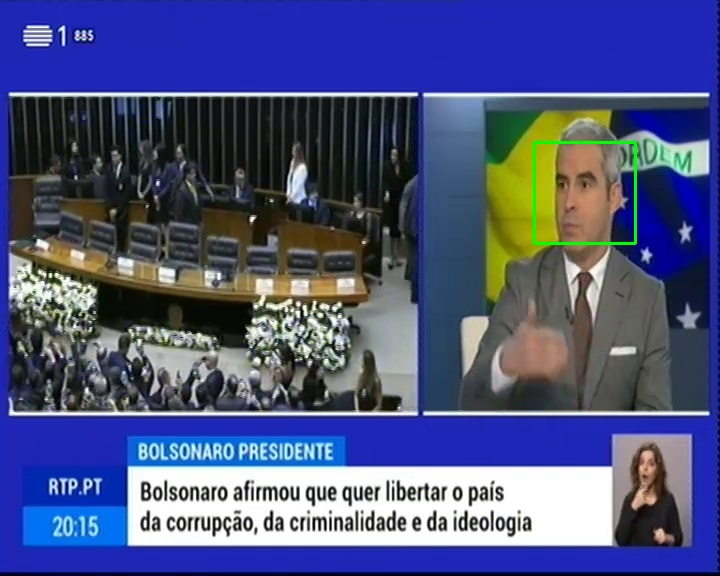 1 885
ORDEM
BOLSONARO PRESIDENTE
RTP.PT
Bolsonaro afirmou que quer libertar o país
20:15
da corrupção, da criminalidade e da ideologia